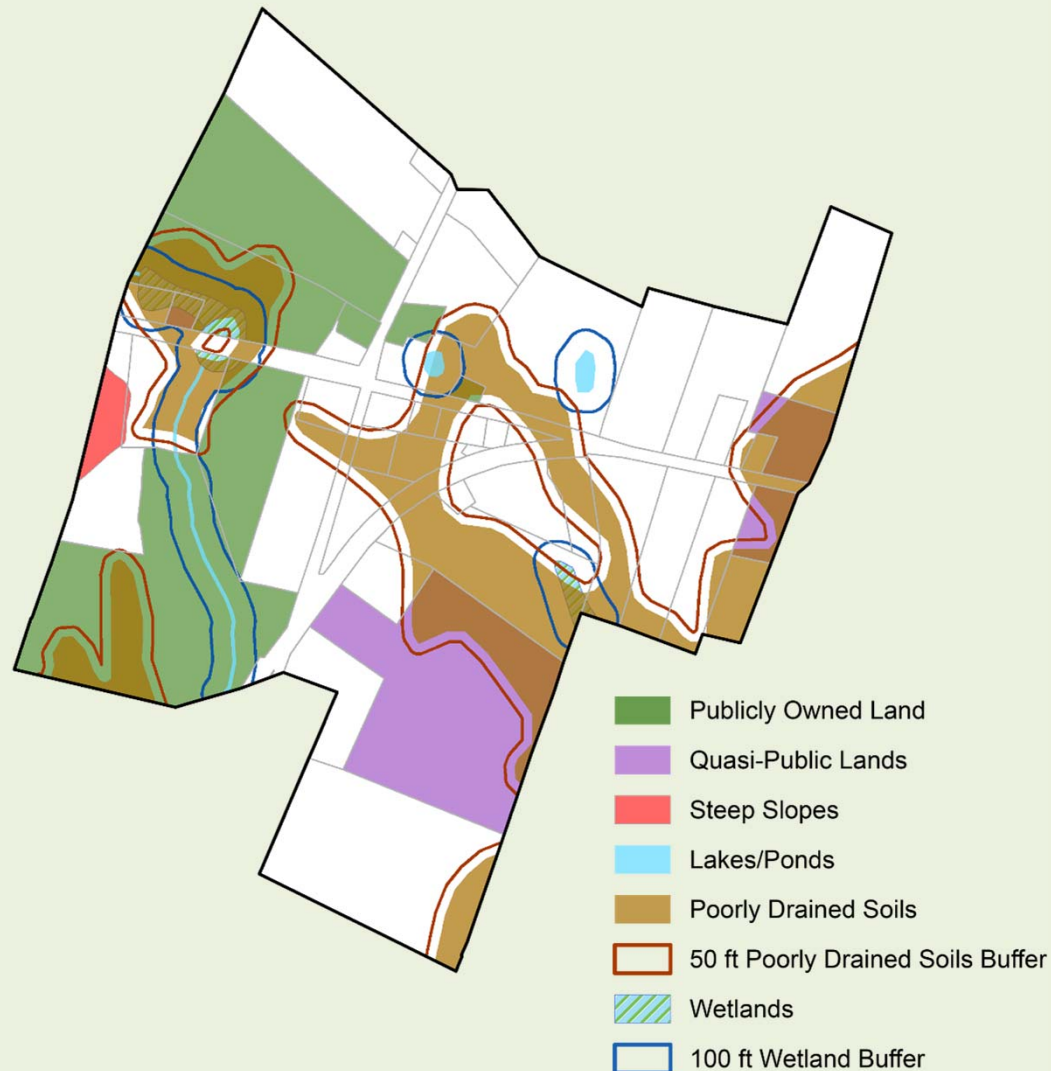 Publicly Owned Land
Quasi-Public Lands
Steep Slopes
Lakes/Ponds
Poorly Drained Soils
50 ft Poorly Drained Soils Buffer
Wetlands
100 ft Wetland Buffer